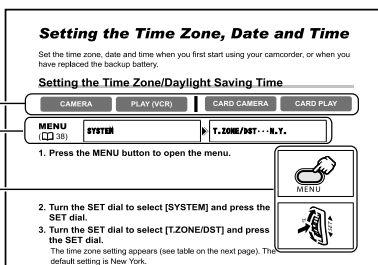 Setting the Time Zone, Date and Time
Set the time zone, date and time when you first start using your camcorder, or when you
have replaced the backup battery.
Setting the Time Zone/Daylight Saving Time
CAMERA PLAY (VCR) CARD CAMERA CARD PLAY
MENU
( 38)
SYSTEM T.ZONE/DST···N.Y.
1. Press the MENU button to open the menu.
MENU
2. Turn the SET dial to select [SYSTEM] and press the
SET dial.
3. Turn the SET dial to select [T.ZONE/DST] and press
the SET dial.
The time zone setting appears (see table on the next page). The
default setting is New York.
SET